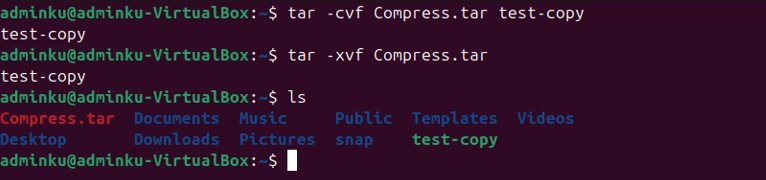 adminku@adminku-VirtualBox:~$ tar -cvf Compress.tar test-copy
test-copy
adminku@adminku-VirtualBox:~$ tar -xvf Compress.tar
test-copy
adminku@adminku-VirtualBox:~$ ls
Compress.tar  Documents  Music     Public  Templates  Videos
Desktop       Downloads  Pictures  snap    test-copy
adminku@adminku-VirtualBox:~$